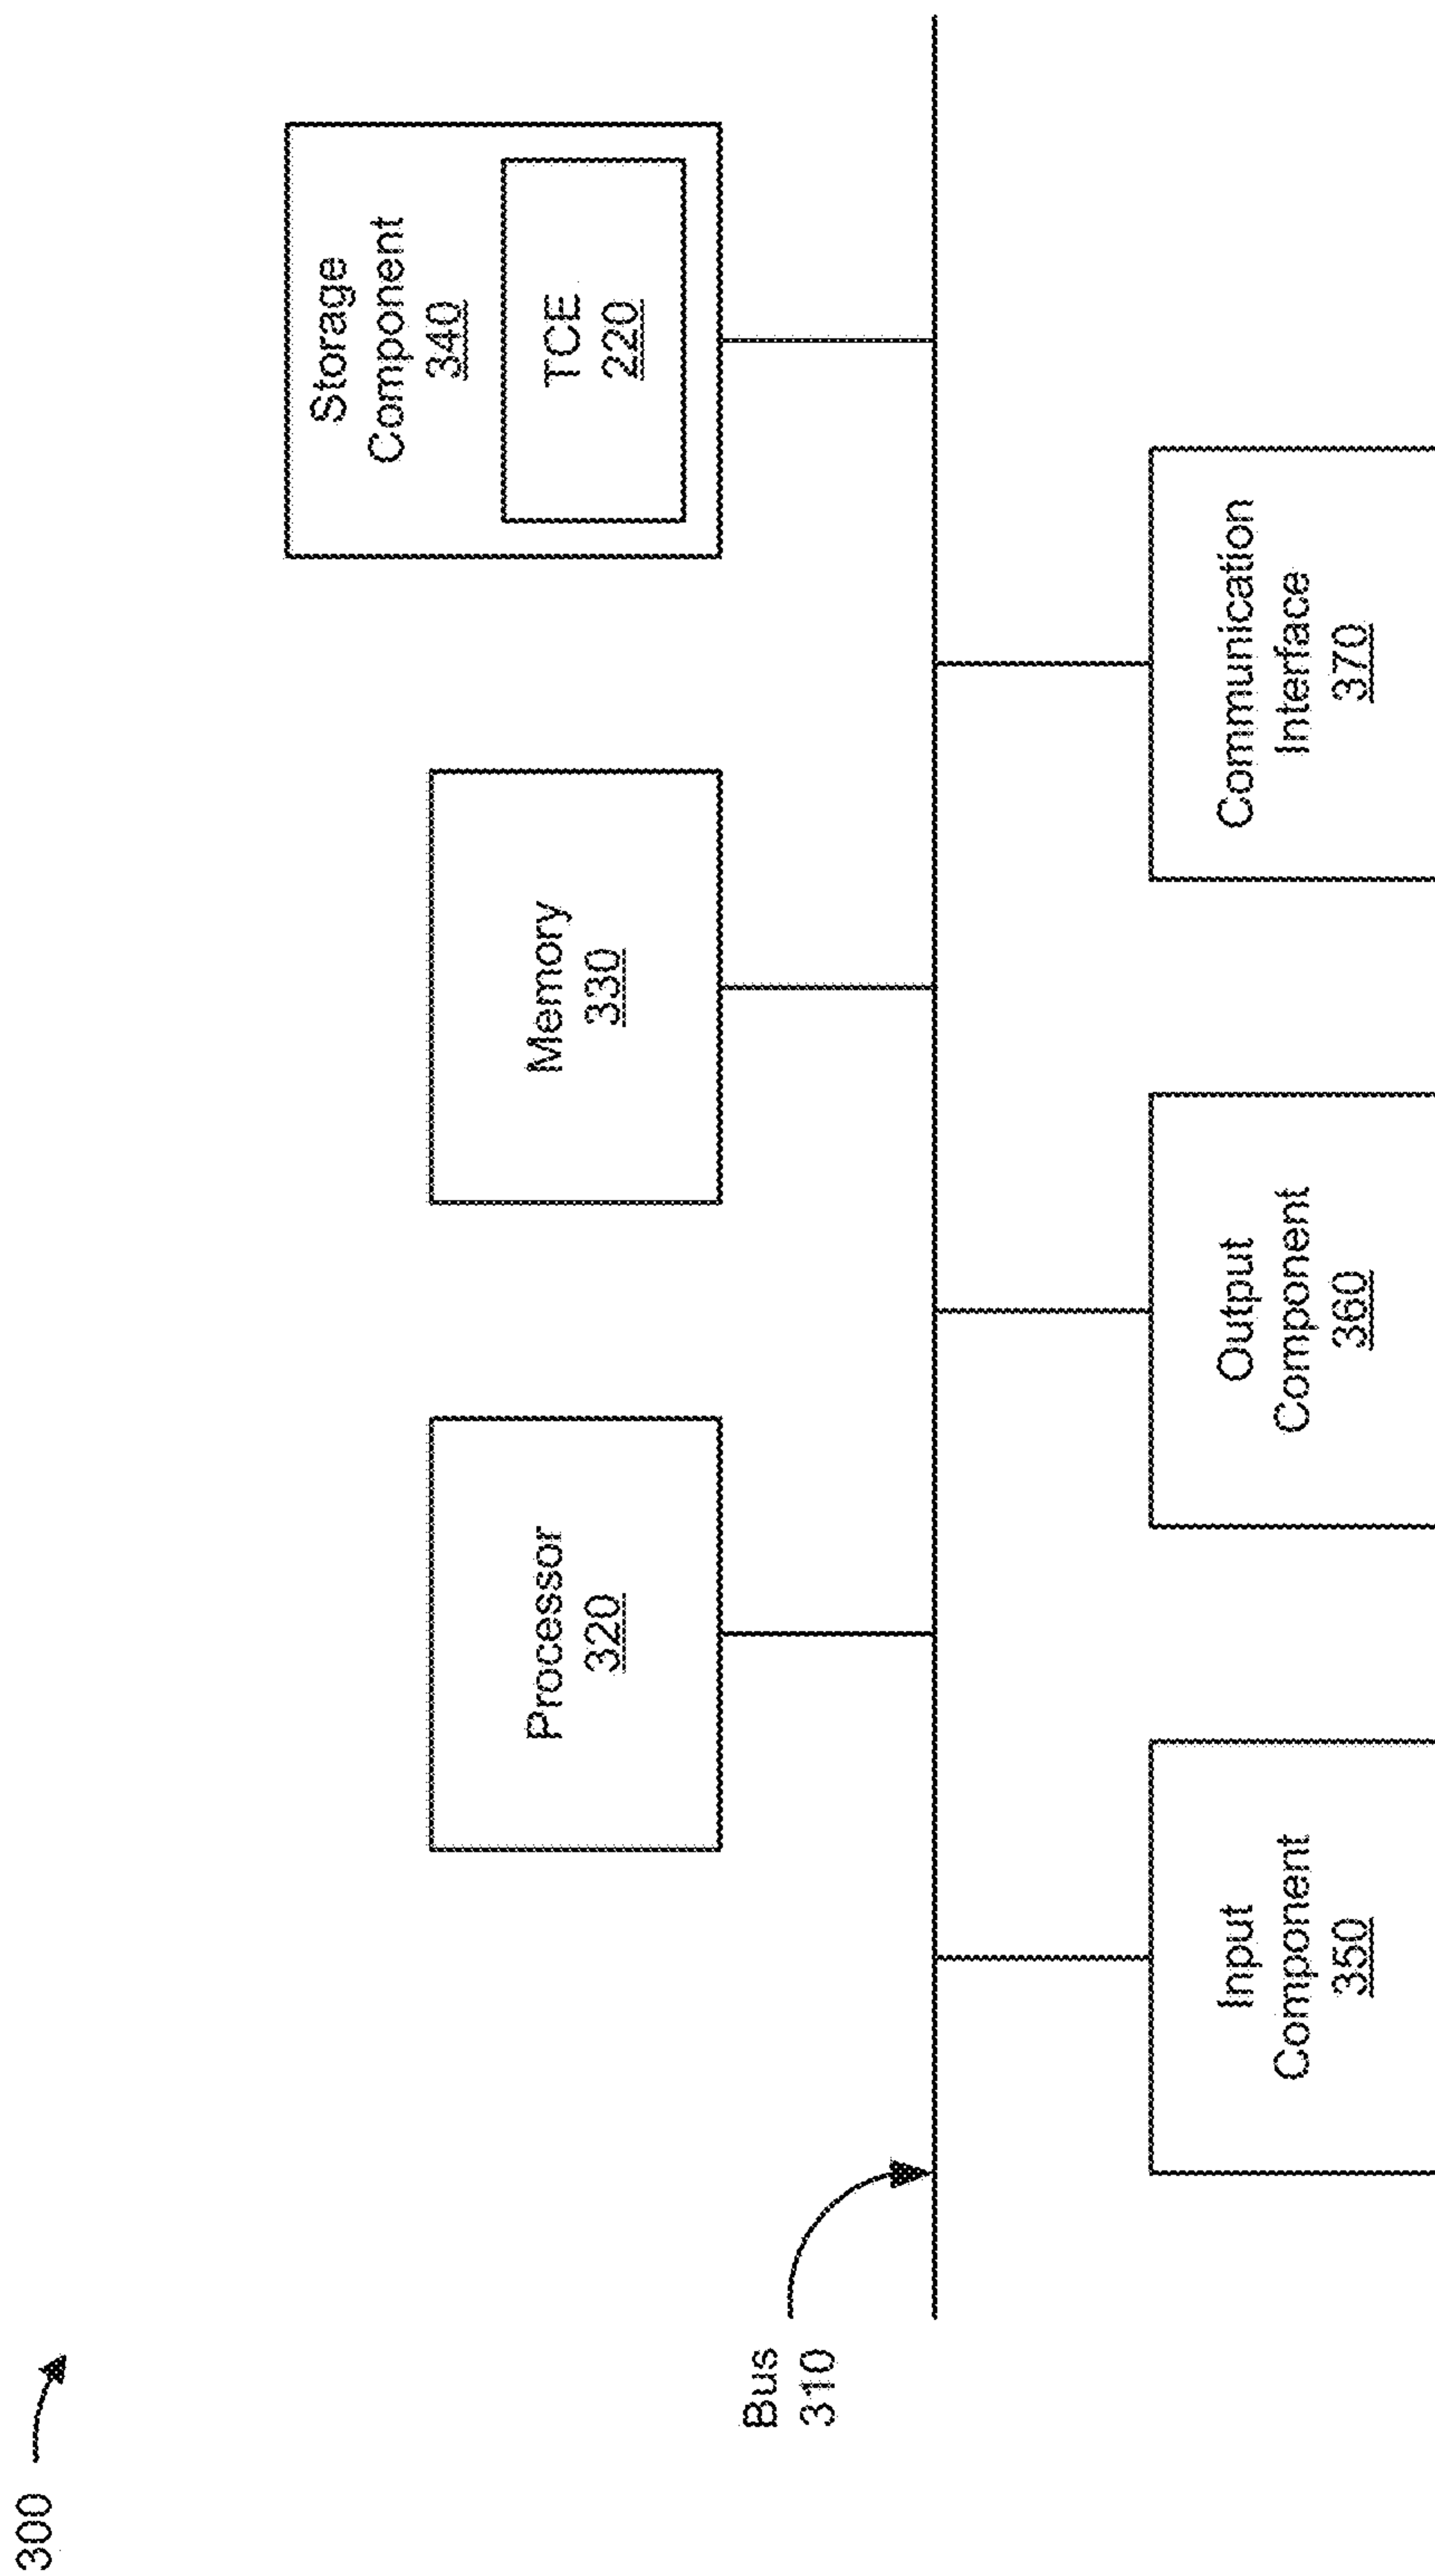 300
Bus
310
Processor
320
Memory
330
Storage
Component
340
TCE
220
Input
Component
350
Output
Component
360
Communication
Interface
370